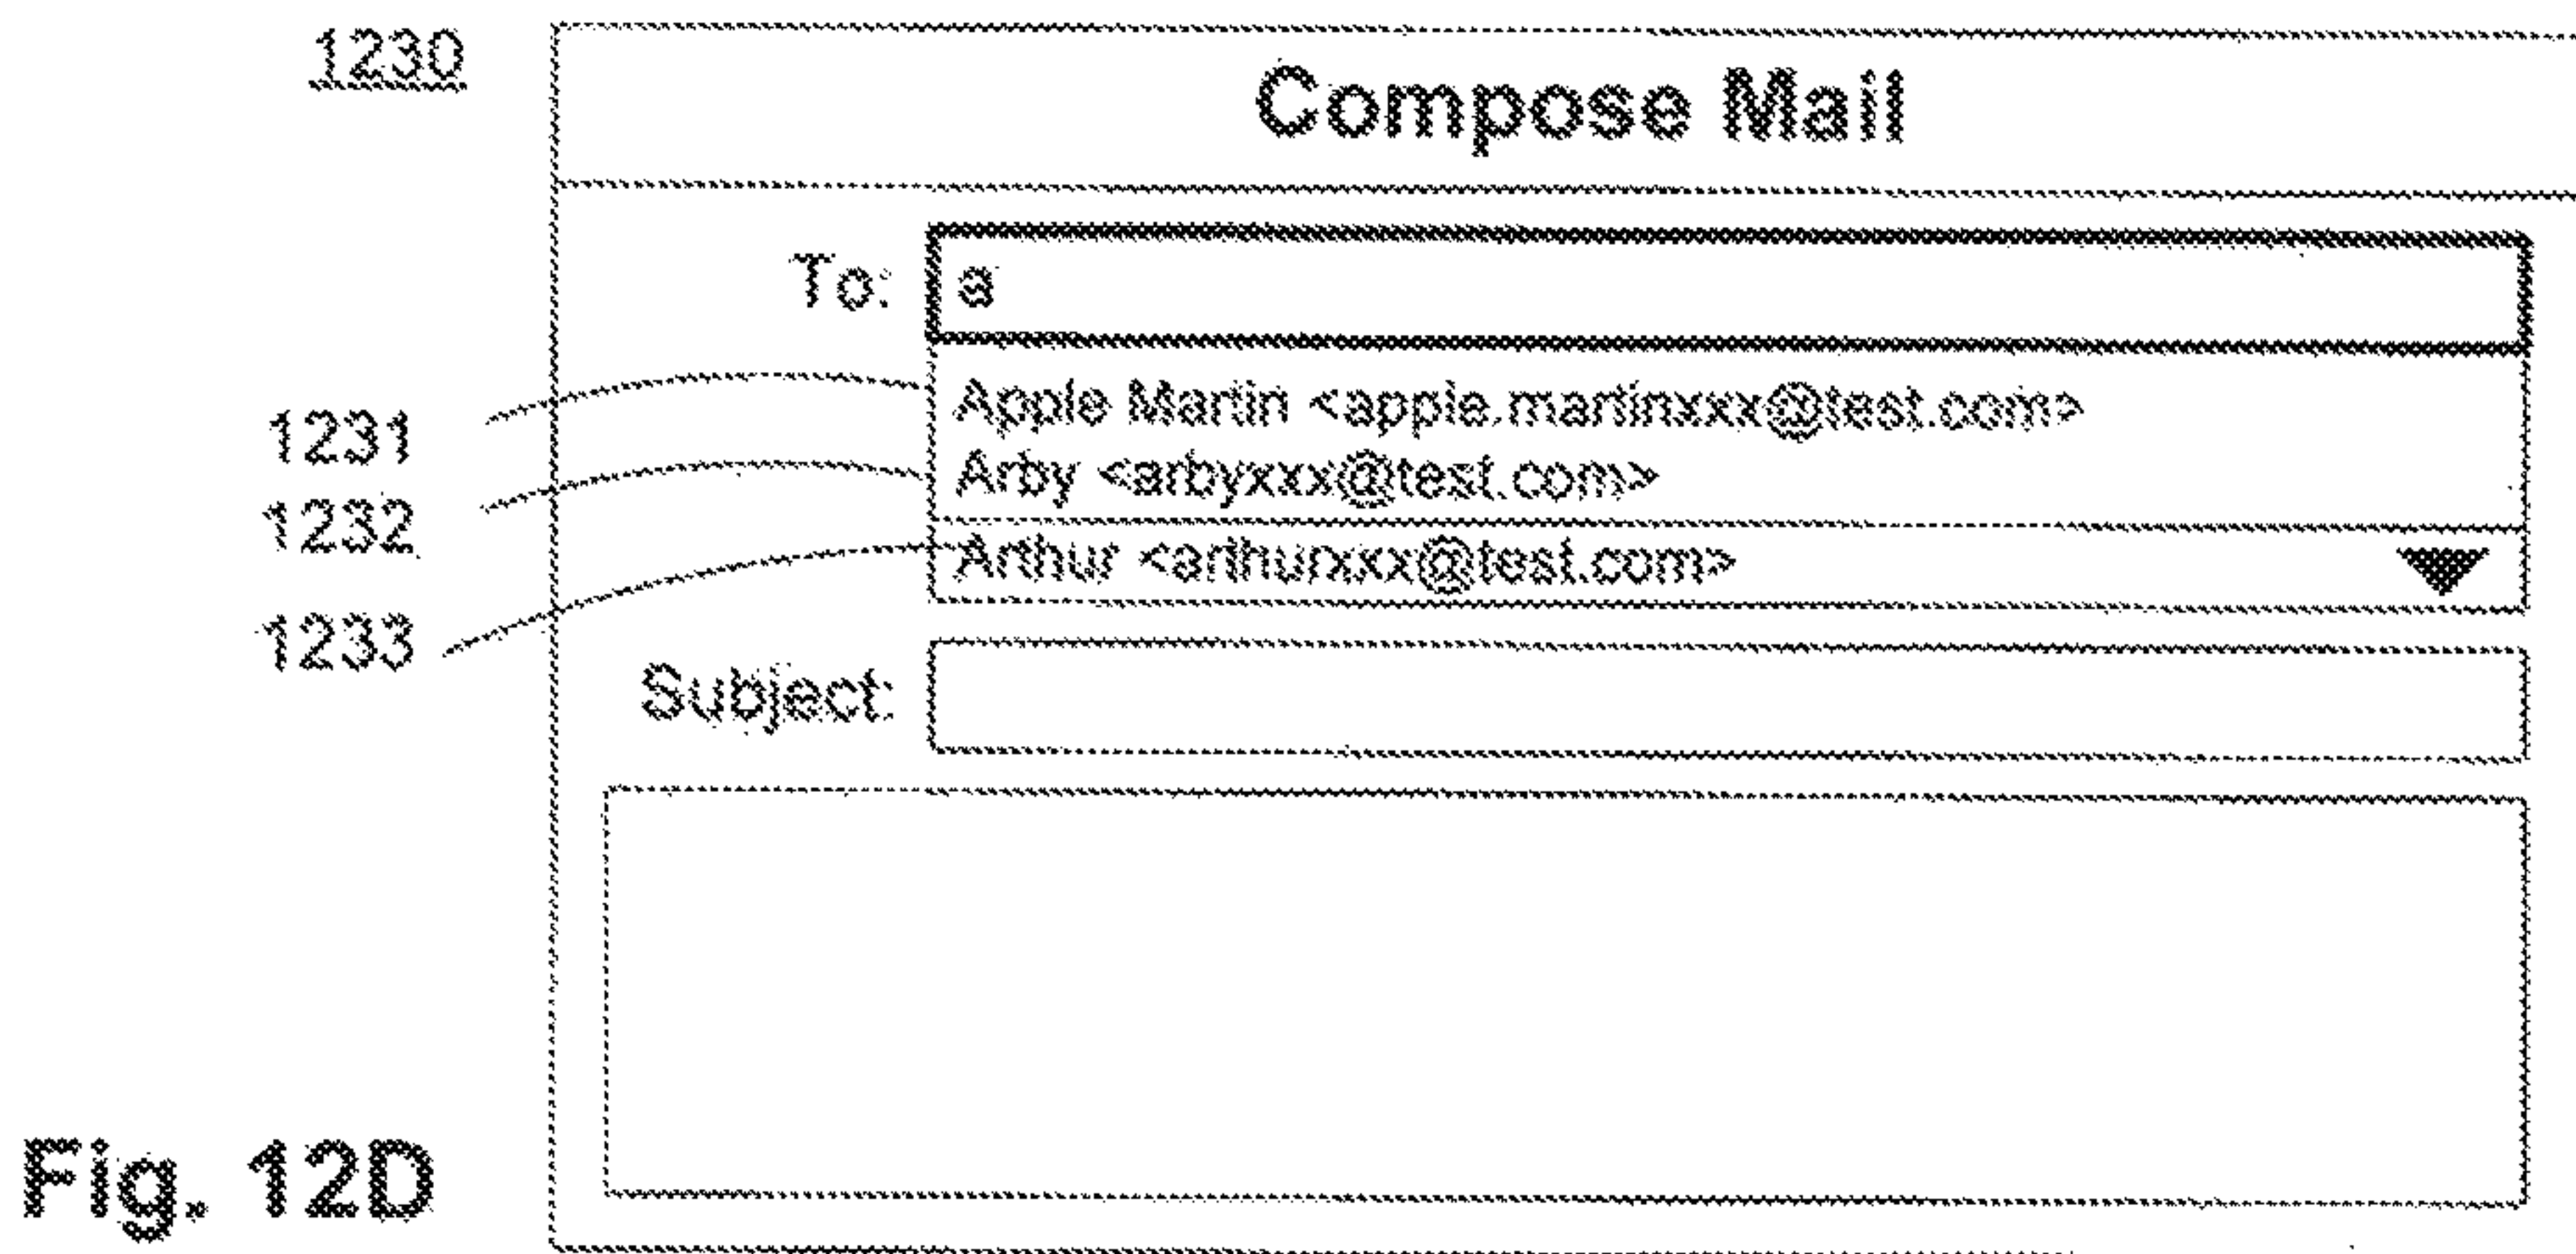 1230
Compose Mail
To: a
1231
Apple Martin <apple.martinxxx@test.com>
1232
Arby <arbyxxx@test.com>
1233
Arthur <arthurxxx@test.com>
Subject:
Fig. 12D